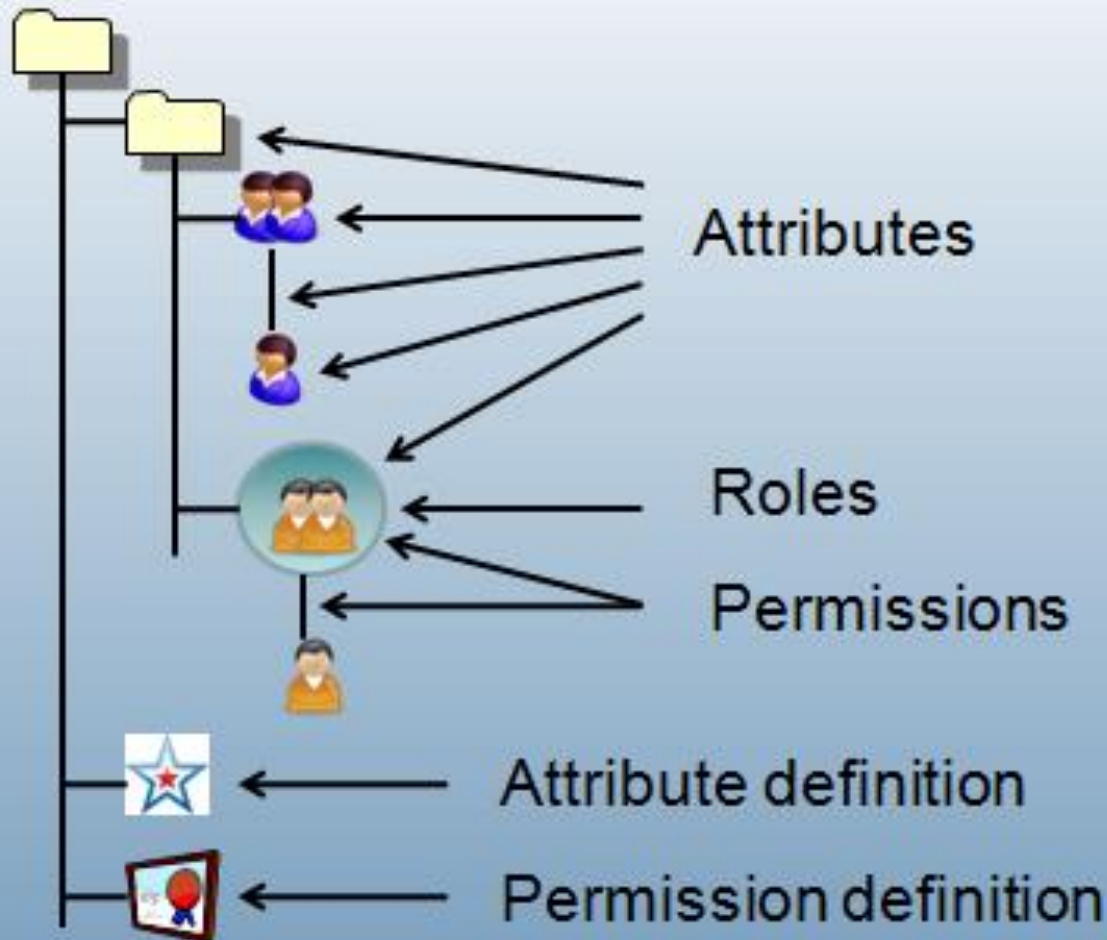 Attributes
Roles
Permissions
Attribute definition
Permission definition